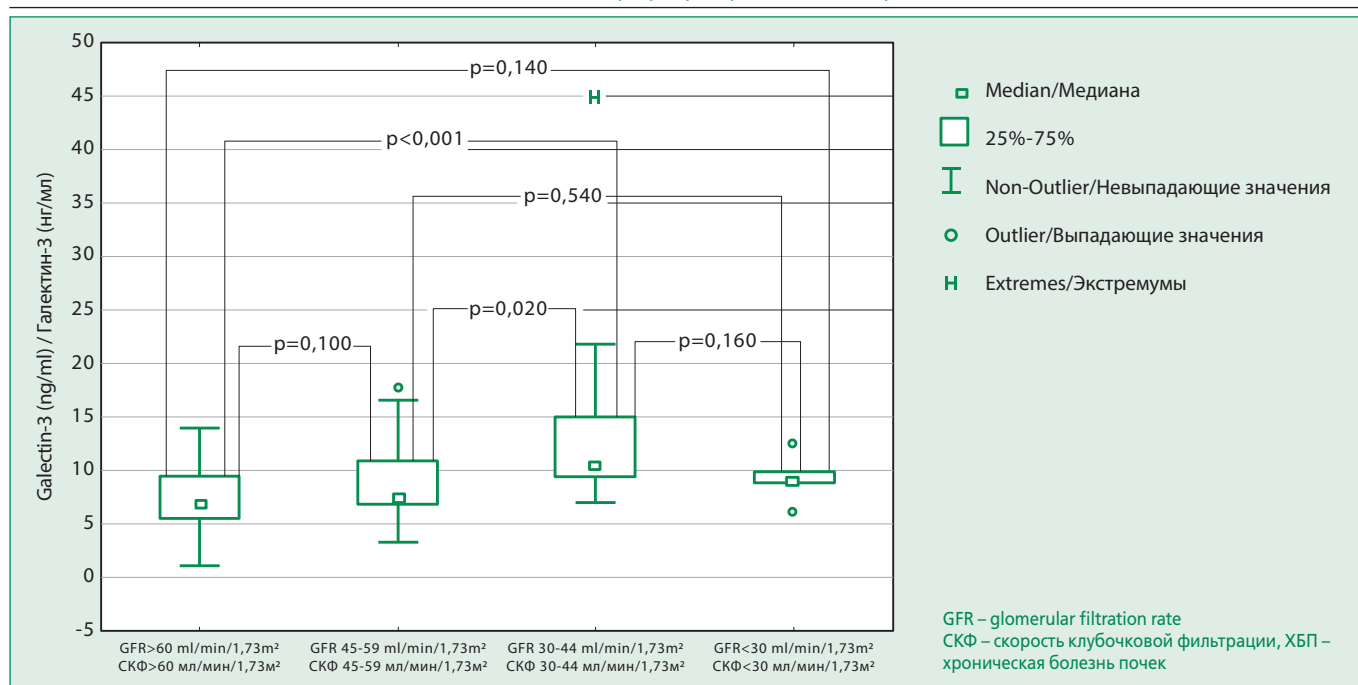 50
45
40
35
30
25
20
15
10
5
0
-5
Galectin-3 (ng/ml) / Галектин-3 (нг/мл)
p=0,140
p<0,001
p=0,540
p=0,020
p=0,100
p=0,160
GFR>60 ml/min/1,73m²
СКФ>60 мл/мин/1,73м²
GFR 45-59 ml/min/1,73m²
СКФ 45-59 мл/мин/1,73м²
GFR 30-44 ml/min/1,73m²
СКФ 30-44 мл/мин/1,73м²
GFR<30 ml/min/1,73m²
СКФ<30 мл/мин/1,73м²
Median/Медиана
25%-75%
Non-Outlier/Невыпадающие значения
Outlier/Выпадающие значения
Extremes/Экстремумы
GFR – glomerular filtration rate
СКФ – скорость клубочковой фильтрации, ХБП –
хроническая болезнь почек